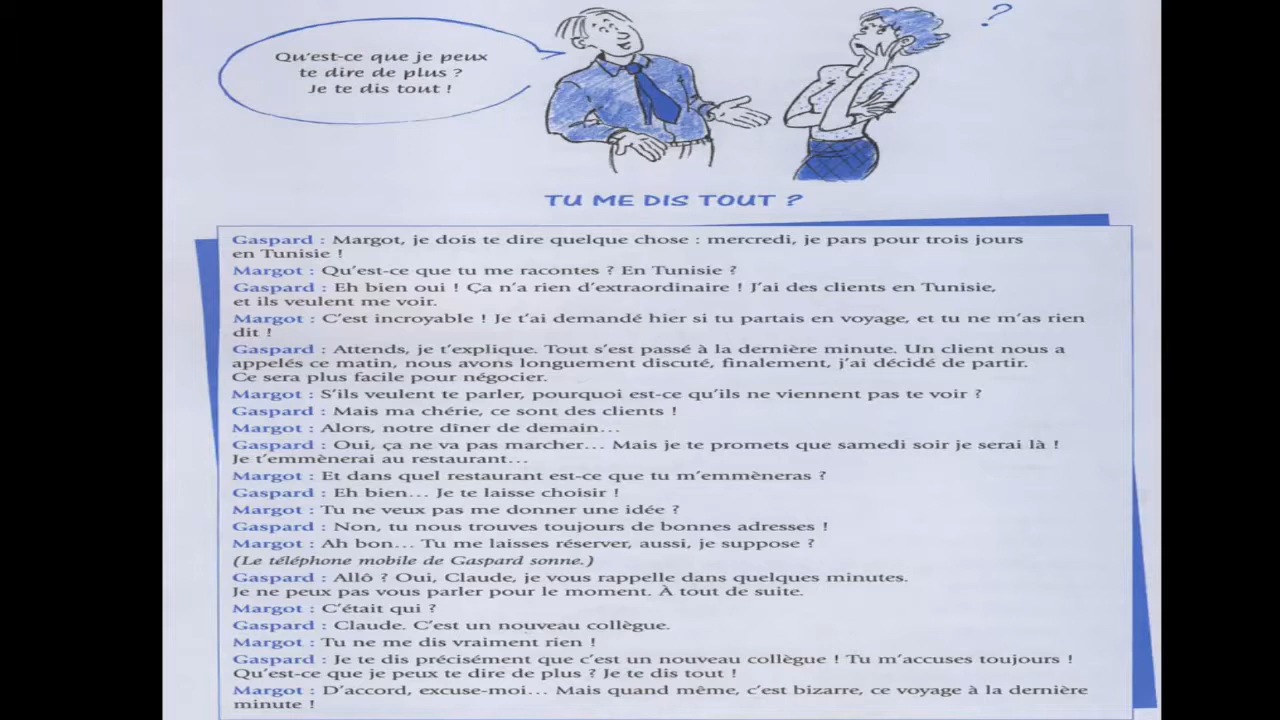 ?
Qu'est-ce que je peux
te dire de plus ?
Je te dis tout !
TU ME DIS TOUT ?
Gaspard : Margot, je dois te dire quelque chose : mercredi, je pars pour trois jours
en Tunisie !
Margot : Qu'est-ce que tu me racontes ? En Tunisie ?
Gaspard : Eh bien oui ! Ça n'a rien d'extraordinaire ! J'ai des clients en Tunisie,
et ils veulent me voir.
Margot : C'est incroyable ! Je t'ai demandé hier si tu partais en voyage, et tu ne m'as rien
dit !
Gaspard : Attends, je t'explique. Tout s'est passé à la dernière minute. Un client nous a
appelés ce matin, nous avons longuement discuté, finalement, j'ai décidé de partir.
Ce sera plus facile pour négocier.
Margot : S'ils veulent te parler, pourquoi est-ce qu'ils ne viennent pas te voir ?
Gaspard : Mais ma chérie, ce sont des clients !
Margot : Alors, notre dîner de demain...
Gaspard : Oui, ça ne va pas marcher... Mais je te promets que samedi soir je serai là !
Je t'emmènerai au restaurant...
Margot : Et dans quel restaurant est-ce que tu m'emmèneras ?
Gaspard : Eh bien... Je te laisse choisir !
Margot : Tu ne veux pas me donner une idée ?
Gaspard : Non, tu nous trouves toujours de bonnes adresses !
Margot : Ah bon... Tu me laisses réserver, aussi, je suppose ?
(Le téléphone mobile de Gaspard sonne.)
Gaspard : Allô ? Oui, Claude, je vous rappelle dans quelques minutes.
Je ne peux pas vous parler pour le moment. À tout de suite.
Margot : C'était qui ?
Gaspard : Claude. C'est un nouveau collègue.
Margot : Tu ne me dis vraiment rien !
Gaspard : Je te dis précisément que c'est un nouveau collègue ! Tu m'accuses toujours !
Qu'est-ce que je peux te dire de plus ? Je te dis tout !
Margot : D'accord, excuse-moi... Mais quand même, c'est bizarre, ce voyage à la dernière
minute !